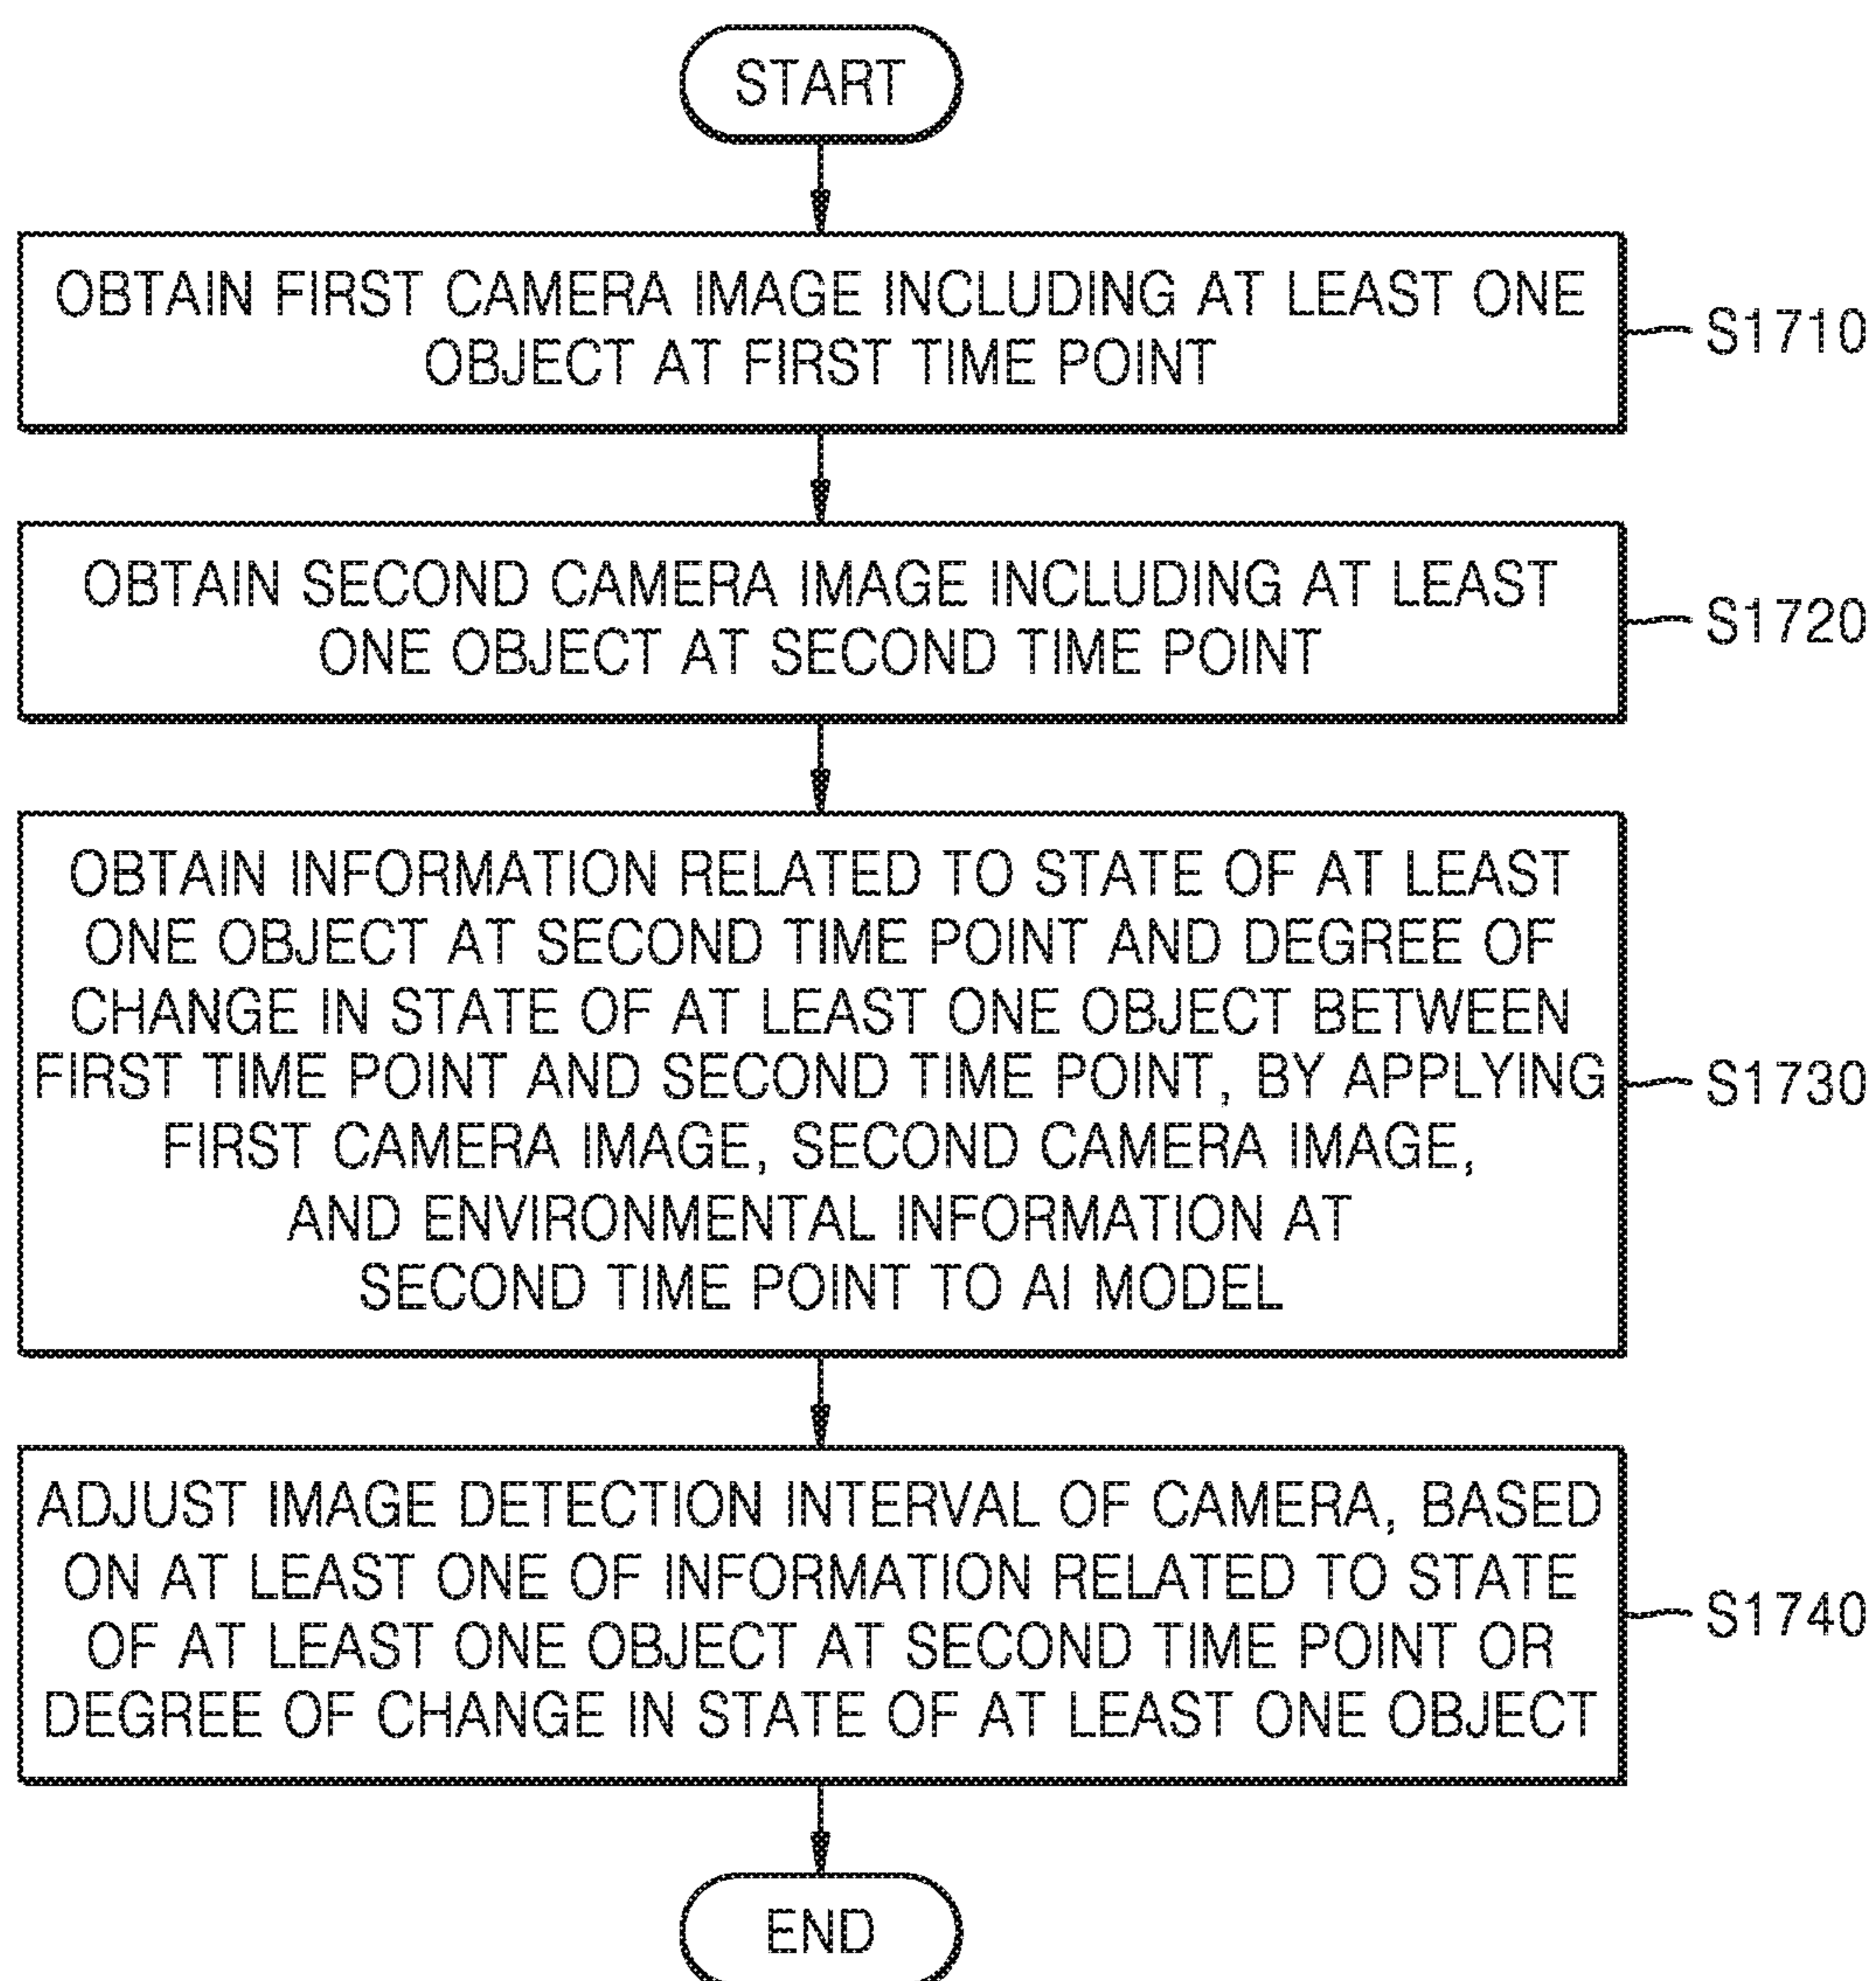 START
OBTAIN FIRST CAMERA IMAGE INCLUDING AT LEAST ONE
OBJECT AT FIRST TIME POINT
S1710
OBTAIN SECOND CAMERA IMAGE INCLUDING AT LEAST
ONE OBJECT AT SECOND TIME POINT
S1720
OBTAIN INFORMATION RELATED TO STATE OF AT LEAST
ONE OBJECT AT SECOND TIME POINT AND DEGREE OF
CHANGE IN STATE OF AT LEAST ONE OBJECT BETWEEN
FIRST TIME POINT AND SECOND TIME POINT, BY APPLYING
FIRST CAMERA IMAGE, SECOND CAMERA IMAGE,
AND ENVIRONMENTAL INFORMATION AT
SECOND TIME POINT TO AI MODEL
S1730
ADJUST IMAGE DETECTION INTERVAL OF CAMERA, BASED
ON AT LEAST ONE OF INFORMATION RELATED TO STATE
OF AT LEAST ONE OBJECT AT SECOND TIME POINT OR
DEGREE OF CHANGE IN STATE OF AT LEAST ONE OBJECT
S1740
END